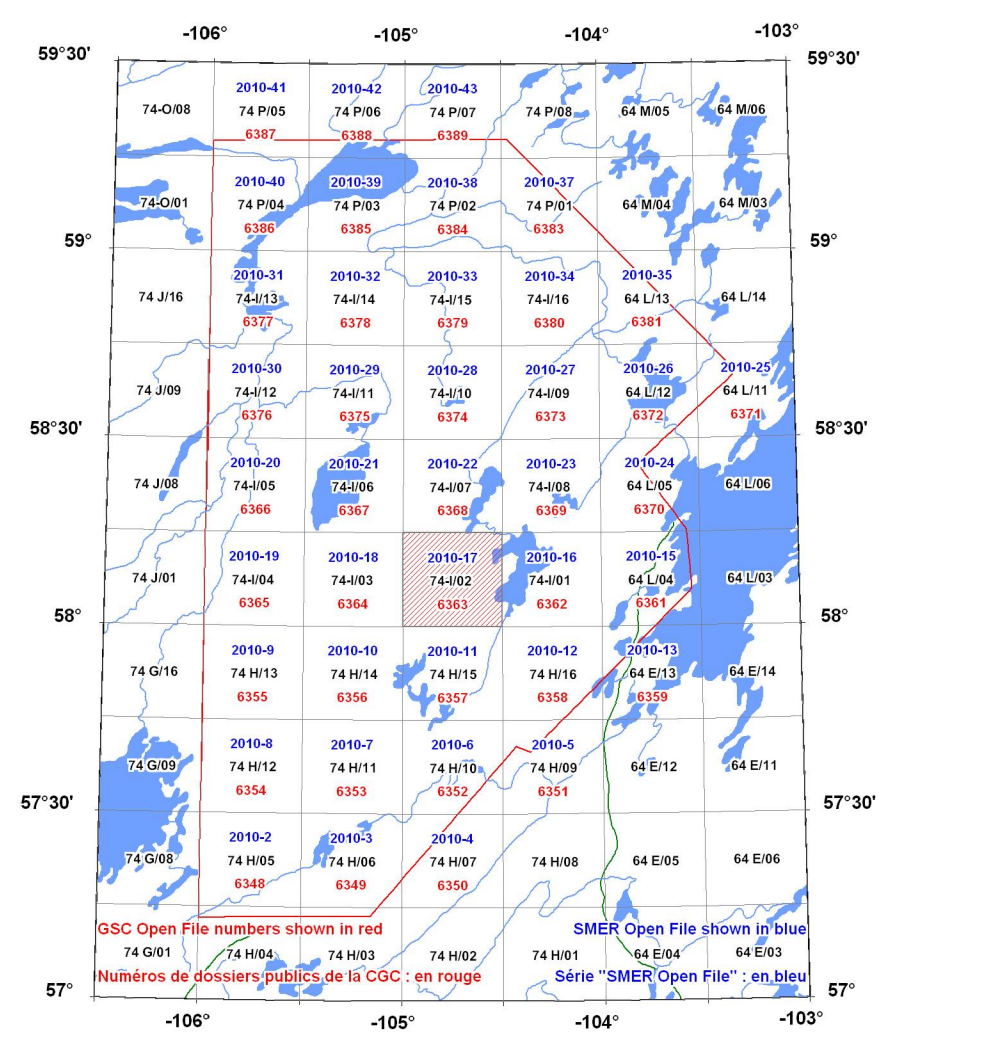 -106° -105° -104° -103°
59°30' 59°30'
2010-41 2010-42 2010-43
74-O/08 74 P/05 74 P/06 74 P/07 74 P/08 64 M/05 64 M/06
6387 6388 6389
2010-40 2010-39 2010-38 2010-37
74-O/01 74 P/04 74 P/03 74 P/02 74 P/01 64 M/04 64 M/03
6386 6385 6384 6383
59° 59°
2010-31 2010-32 2010-33 2010-34 2010-35
74 J/16 74-I/13 74-I/14 74-I/15 74-I/16 64 L/13 64 L/14
6377 6378 6379 6380 6381
2010-30 2010-29 2010-28 2010-27 2010-26 2010-25
74 J/09 74-I/12 74-I/11 74-I/10 74-I/09 64 L/12 64 L/11
6376 6375 6374 6373 6372 6371
58°30' 58°30'
2010-20 2010-21 2010-22 2010-23 2010-24
74 J/08 74-I/05 74-I/06 74-I/07 74-I/08 64 L/05 64 L/06
6366 6367 6368 6369 6370
2010-19 2010-18 2010-17 2010-16 2010-15
74 J/01 74-I/04 74-I/03 74-I/02 74-I/01 64 L/04 64 L/03
6365 6364 6363 6362 6361
58° 58°
2010-9 2010-10 2010-11 2010-12 2010-13
74 G/16 74 H/13 74 H/14 74 H/15 74 H/16 64 E/13 64 E/14
6355 6356 6357 6358 6359
2010-8 2010-7 2010-6 2010-5
74 G/09 74 H/12 74 H/11 74 H/10 74 H/09 64 E/12 64 E/11
6354 6353 6352 6351
57°30' 57°30'
2010-2 2010-3 2010-4
74 G/08 74 H/05 74 H/06 74 H/07 74 H/08 64 E/05 64 E/06
6348 6349 6350
GSC Open File numbers shown in red SMER Open File shown in blue
74 G/01 74 H/04 74 H/03 74 H/02 74 H/01 64 E/04 64 E/03
Numéros de dossiers publics de la CGC : en rouge Série "SMER Open File" : en bleu
57° 57°
-106° -105° -104° -103°